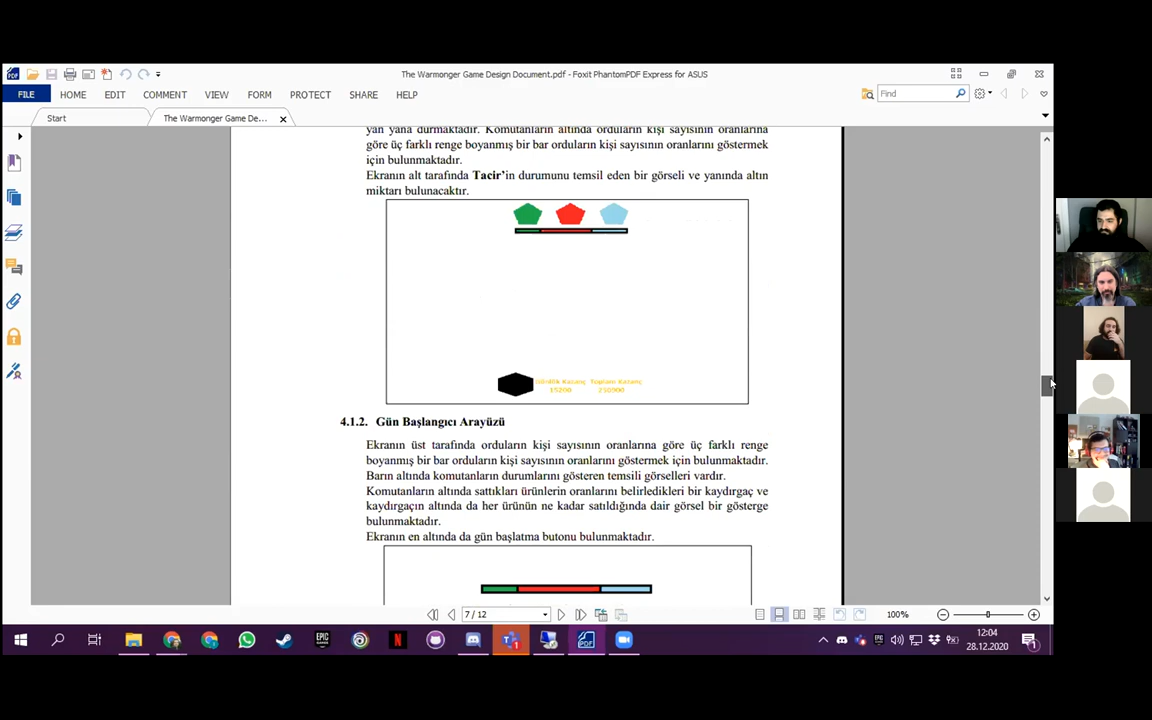 The Warmonger Game Design Document.pdf - Foxit PhantomPDF Express for ASUS
FILE HOME EDIT COMMENT VIEW FORM PROTECT SHARE HELP
Find
Start
The Warmonger Game De...
yan yana durmaktadır. Komutanların altında orduların kişi sayısının oranlarına
göre üç farklı renge boyanmış bir bar orduların kişi sayısının oranlarını göstermek
için bulunmaktadır.
Ekranın alt tarafında Tacir'in durumunu temsil eden bir görseli ve yanında altın
miktarı bulunacaktır.
Günlük Kazanç Toplam Kazanç
15200 230900
4.1.2. Gün Başlangıcı Arayüzü
Ekranın üst tarafında orduların kişi sayısının oranlarına göre üç farklı renge
boyanmış bir bar orduların kişi sayısının oranlarını göstermek için bulunmaktadır.
Barın altında komutanların durumlarını gösteren temsili görselleri vardır.
Komutanların altında sattıkları ürünlerin oranlarını belirledikleri bir kaydırgaç ve
kaydırgaçın altında da her ürünün ne kadar satıldığında dair görsel bir gösterge
bulunmaktadır.
Ekranın en altında da gün başlatma butonu bulunmaktadır.
7 / 12
100%
12:04
28.12.2020